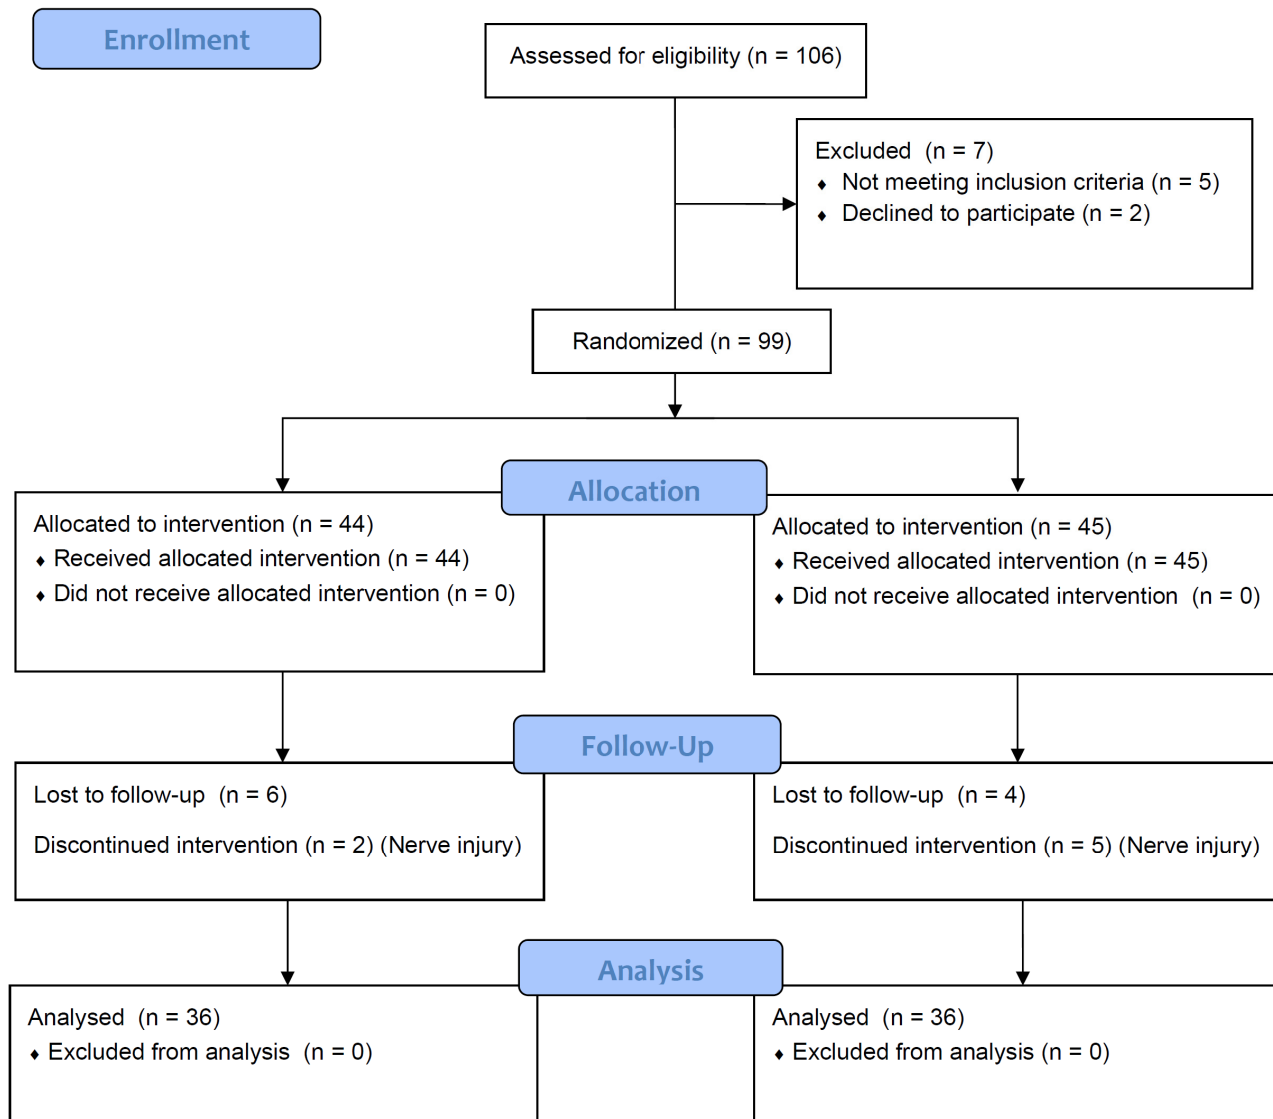 Enrollment
Assessed for eligibility (n = 106)
Excluded (n = 7)
♦ Not meeting inclusion criteria (n = 5)
♦ Declined to participate (n = 2)
Randomized (n = 99)
Allocation
Allocated to intervention (n = 44)
♦ Received allocated intervention (n = 44)
♦ Did not receive allocated intervention (n = 0)
Allocated to intervention (n = 45)
♦ Received allocated intervention (n = 45)
♦ Did not receive allocated intervention (n = 0)
Follow-Up
Lost to follow-up (n = 6)
Discontinued intervention (n = 2) (Nerve injury)
Lost to follow-up (n = 4)
Discontinued intervention (n = 5) (Nerve injury)
Analysis
Analysed (n = 36)
♦ Excluded from analysis (n = 0)
Analysed (n = 36)
♦ Excluded from analysis (n = 0)